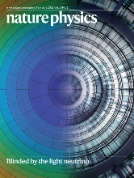 nature physics
Blinded by the light neutrino